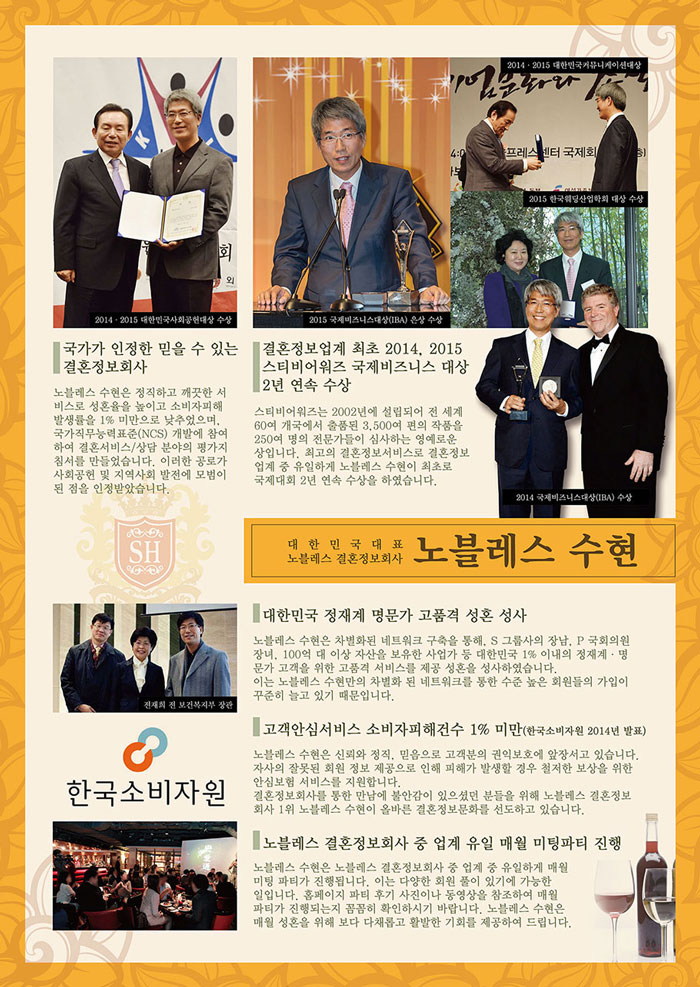 2014 · 2015 대한민국사회공헌대상 수상
2015 국제비즈니스대상(IBA) 은상 수상
2014 · 2015 대한민국커뮤니케이션대상
프레스센터 국제회
2015 한국웨딩산업학회 대상 수상
국가가 인정한 믿을 수 있는
결혼정보회사
노블레스 수현은 정직하고 깨끗한 서
비스로 성혼율을 높이고 소비자피해
발생률을 1% 미만으로 낮추었으며,
국가직무능력표준(NCS) 개발에 참여
하여 결혼서비스/상담 분야의 평가지
침서를 만들었습니다. 이러한 공로가
사회공헌 및 지역사회 발전에 모범이
된 점을 인정받았습니다.
결혼정보업계 최초 2014, 2015
스티비어워즈 국제비즈니스 대상
2년 연속 수상
스티비어워즈는 2002년에 설립되어 전 세계
60여 개국에서 출품된 3,500여 편의 작품을
250여 명의 전문가들이 심사하는 영예로운
상입니다. 최고의 결혼정보서비스로 결혼정보
업계 중 유일하게 노블레스 수현이 최초로
국제대회 2년 연속 수상을 하였습니다.
2014 국제비즈니스대상(IBA) 수상
SH
대한민국대표
노블레스 결혼정보회사
노블레스 수현
전재희 전 보건복지부 장관
대한민국 정재계 명문가 고품격 성혼 성사
노블레스 수현은 차별화된 네트워크 구축을 통해, S 그룹사의 장남, P 국회의원
장녀, 100억 대 이상 자산을 보유한 사업가 등 대한민국 1% 이내의 정재계 · 명
문가 고객을 위한 고품격 서비스를 제공 성혼을 성사하였습니다.
이는 노블레스 수현만의 차별화 된 네트워크를 통한 수준 높은 회원들의 가입이
꾸준히 늘고 있기 때문입니다.
한국소비자원
고객안심서비스 소비자피해건수 1% 미만(한국소비자원 2014년 발표)
노블레스 수현은 신뢰와 정직, 믿음으로 고객분의 권익보호에 앞장서고 있습니다.
자사의 잘못된 회원 정보 제공으로 인해 피해가 발생할 경우 철저한 보상을 위한
안심보험 서비스를 지원합니다.
결혼정보회사를 통한 만남에 불안감이 있으셨던 분들을 위해 노블레스 결혼정보
회사 1위 노블레스 수현이 올바른 결혼정보문화를 선도하고 있습니다.
노블레스 결혼정보회사 중 업계 유일 매월 미팅파티 진행
노블레스 수현은 노블레스 결혼정보회사 중 업계 중 유일하게 매월
미팅 파티가 진행됩니다. 이는 다양한 회원 풀이 있기에 가능한
일입니다. 홈페이지 파티 후기 사진이나 동영상을 참조하여 매월
파티가 진행되는지 꼼꼼히 확인하시기 바랍니다. 노블레스 수현은
매월 성혼을 위해 보다 다채롭고 활발한 기회를 제공하여 드립니다.